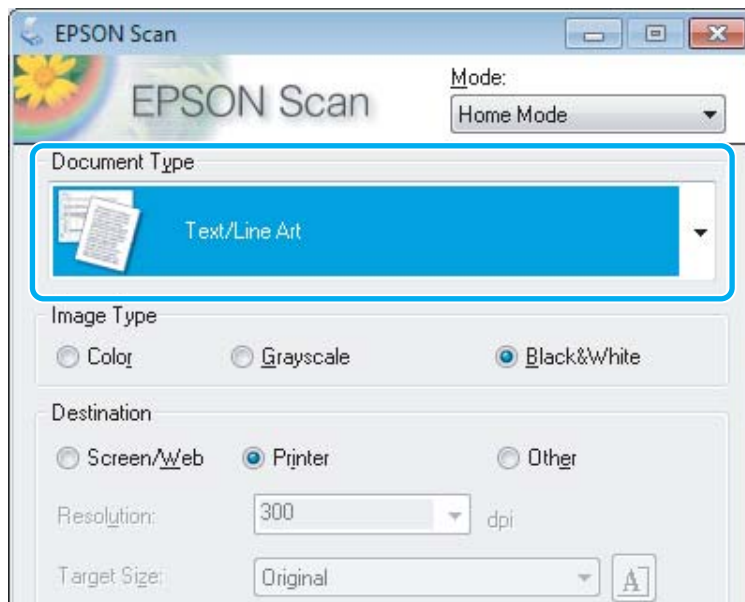 EPSON Scan
EPSON Scan
Mode:
Home Mode
Document Type
Text/Line Art
Image Type
Color Grayscale Black&White
Destination
Screen/Web Printer Other
Resolution: 300 dpi
Target Size: Original A